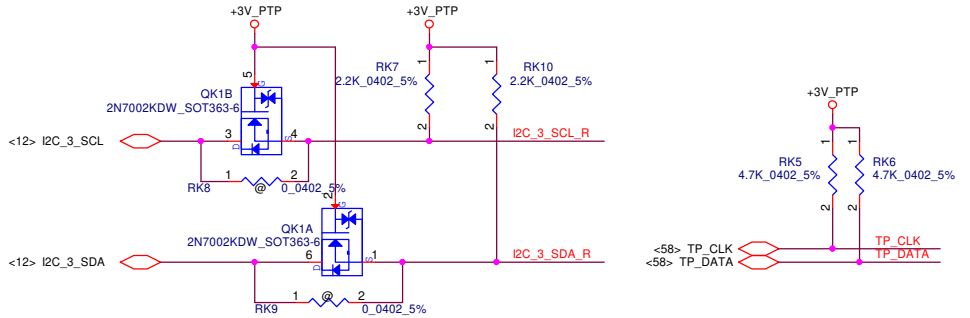 +3V_PTP
+3V_PTP
5
G
QK1B
2N7002KDW_SOT363-6
1
RK7
2.2K_0402_5%
2
1
RK10
2.2K_0402_5%
2
<12> I2C_3_SCL
3
D
S
4
I2C_3_SCL_R
1
2
RK8
@
0_0402_5%
2
G
QK1A
2N7002KDW_SOT363-6
<12> I2C_3_SDA
6
D
S
1
I2C_3_SDA_R
1
@
2
RK9
0_0402_5%
+3V_PTP
1
1
RK5
4.7K_0402_5%
RK6
4.7K_0402_5%
2
2
<58> TP_CLK
TP_CLK
<58> TP_DATA
TP_DATA